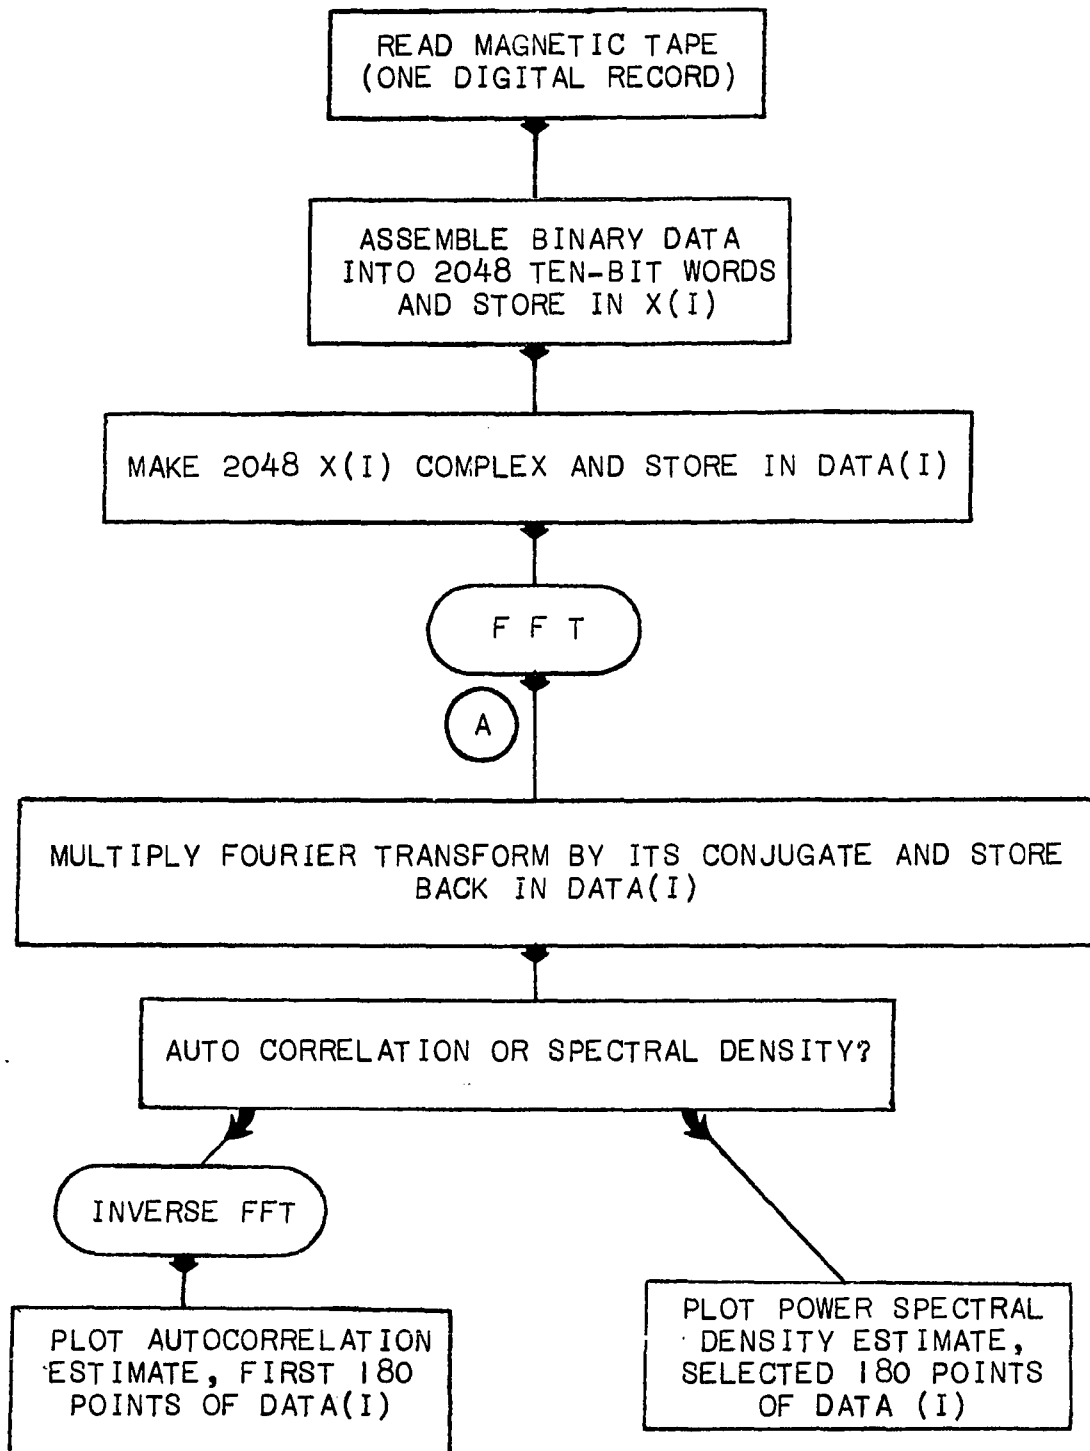 READ MAGNETIC TAPE
(ONE DIGITAL RECORD)
ASSEMBLE BINARY DATA
INTO 2048 TEN-BIT WORDS
AND STORE IN X(I)
MAKE 2048 X(I) COMPLEX AND STORE IN DATA(I)
F F T
A
MULTIPLY FOURIER TRANSFORM BY ITS CONJUGATE AND STORE
BACK IN DATA(I)
AUTO CORRELATION OR SPECTRAL DENSITY?
INVERSE FFT
PLOT AUTOCORRELATION
ESTIMATE, FIRST 180
POINTS OF DATA(I)
PLOT POWER SPECTRAL
DENSITY ESTIMATE,
SELECTED 180 POINTS
OF DATA (I)